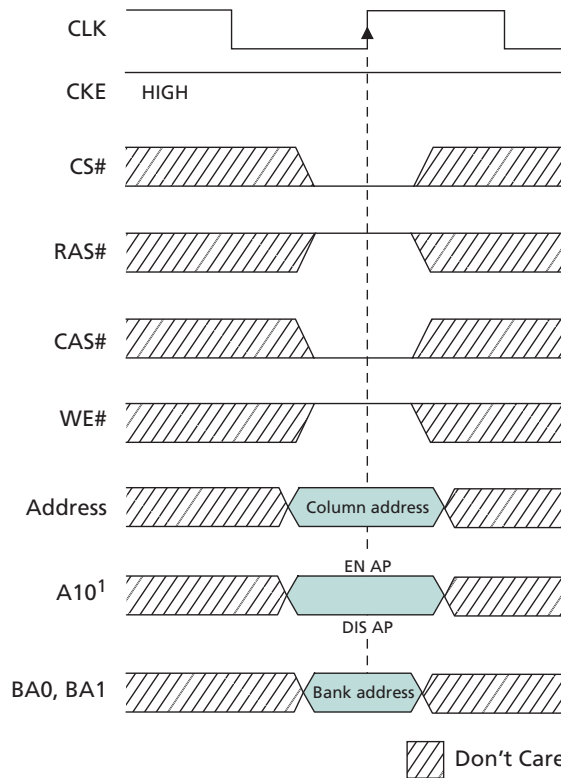 CLK
CKE HIGH
CS#
RAS#
CAS#
WE#
Address Column address
EN AP
A10¹
DIS AP
BA0, BA1 Bank address
Don't Care